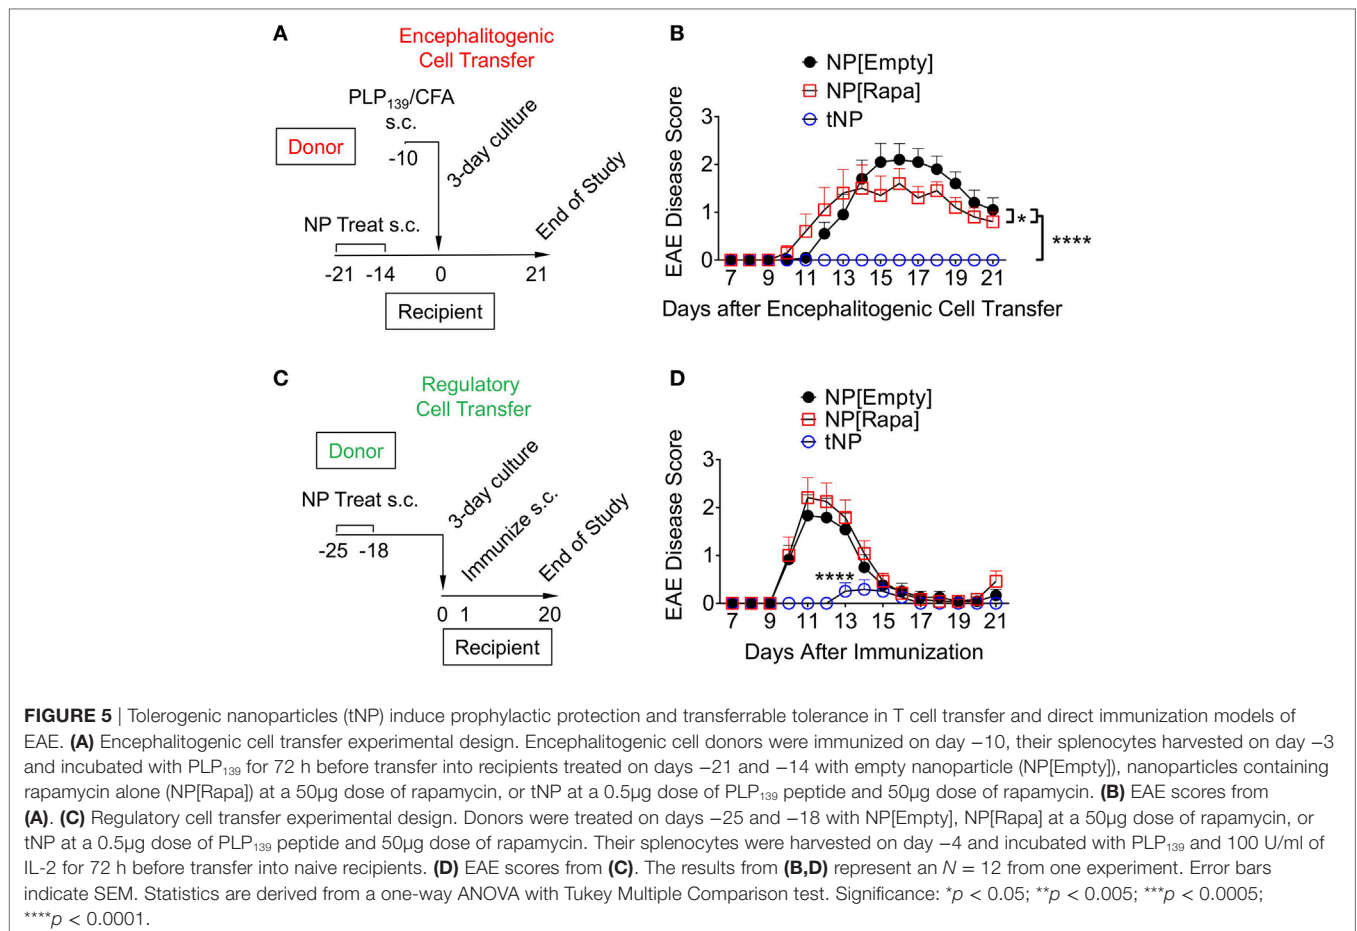 A
Encephalitogenic
Cell Transfer
PLP₁₃₉/CFA
s.c.
Donor
-10
3-day culture
End of Study
NP Treat s.c.
-21 -14 0 21
Recipient
B
NP[Empty]
NP[Rapa]
tNP
EAE Disease Score
3
2
1
0
*
****
7 9 11 13 15 17 19 21
Days after Encephalitogenic Cell Transfer
C
Regulatory
Cell Transfer
Donor
NP Treat s.c.
-25 -18
3-day culture
Immunize s.c.
End of Study
0 1 20
Recipient
D
NP[Empty]
NP[Rapa]
tNP
EAE Disease Score
3
2
1
0
****
7 9 11 13 15 17 19 21
Days After Immunization
FIGURE 5 | Tolerogenic nanoparticles (tNP) induce prophylactic protection and transferrable tolerance in T cell transfer and direct immunization models of
EAE. (A) Encephalitogenic cell transfer experimental design. Encephalitogenic cell donors were immunized on day −10, their splenocytes harvested on day −3
and incubated with PLP₁₃₉ for 72 h before transfer into recipients treated on days −21 and −14 with empty nanoparticle (NP[Empty]), nanoparticles containing
rapamycin alone (NP[Rapa]) at a 50µg dose of rapamycin, or tNP at a 0.5µg dose of PLP₁₃₉ peptide and 50µg dose of rapamycin. (B) EAE scores from
(A). (C) Regulatory cell transfer experimental design. Donors were treated on days −25 and −18 with NP[Empty], NP[Rapa] at a 50µg dose of rapamycin, or
tNP at a 0.5µg dose of PLP₁₃₉ peptide and 50µg dose of rapamycin. Their splenocytes were harvested on day −4 and incubated with PLP₁₃₉ and 100 U/ml of
IL-2 for 72 h before transfer into naive recipients. (D) EAE scores from (C). The results from (B,D) represent an N = 12 from one experiment. Error bars
indicate SEM. Statistics are derived from a one-way ANOVA with Tukey Multiple Comparison test. Significance: *p < 0.05; **p < 0.005; ***p < 0.0005;
****p < 0.0001.